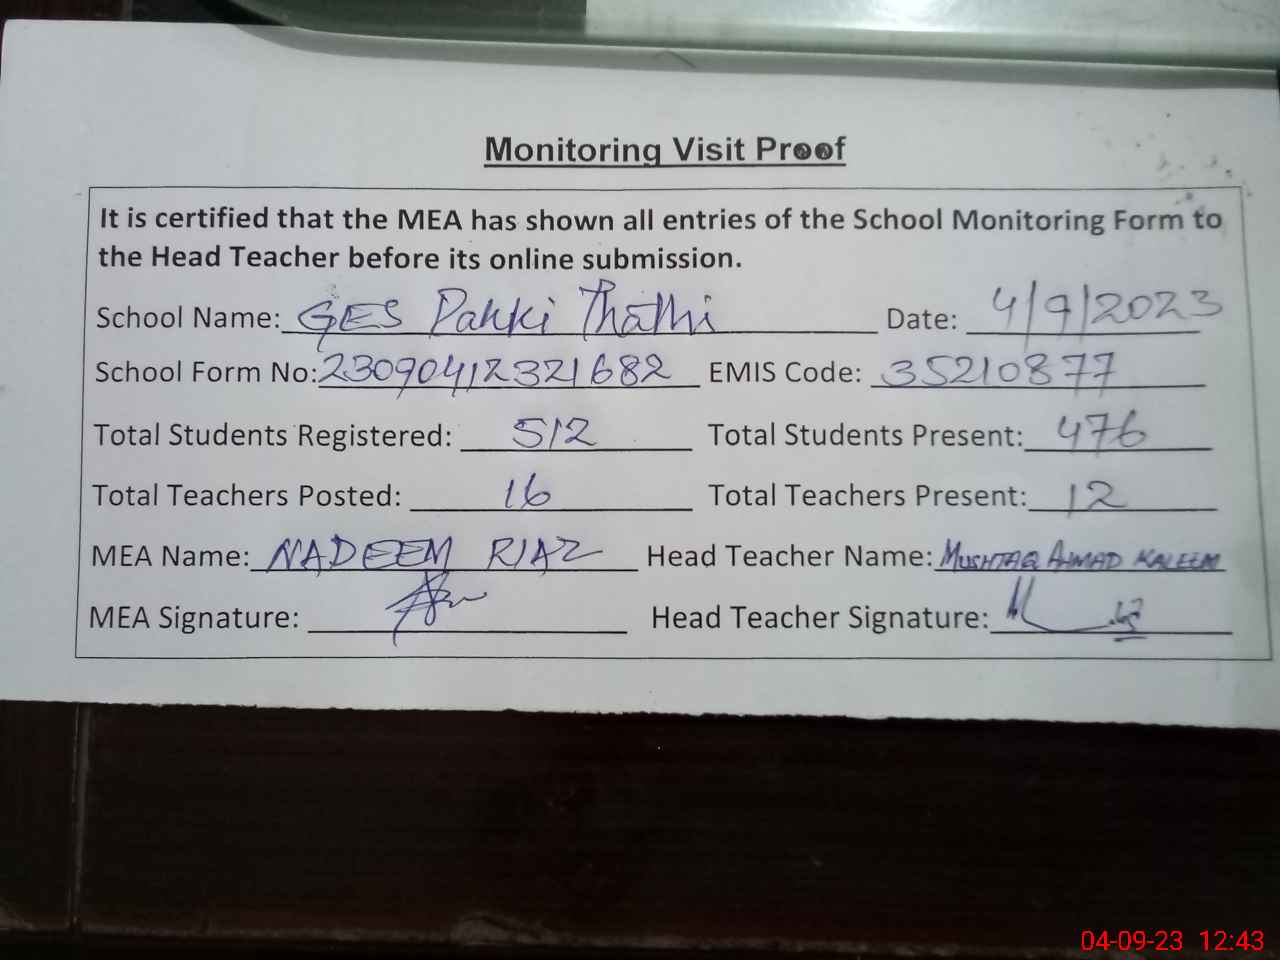 Monitoring Visit Proof
It is certified that the MEA has shown all entries of the School Monitoring Form to
the Head Teacher before its online submission.
School Name: GES Pakki Thathi Date: 4/9/2023
School Form No: 23090412321682 EMIS Code: 35210877
Total Students Registered: 512 Total Students Present: 476
Total Teachers Posted: 16 Total Teachers Present: 12
MEA Name: NADEEM RIAZ Head Teacher Name: MUSHTAQ AHMAD KALEEM
MEA Signature: Head Teacher Signature:
04-09-23 12:43